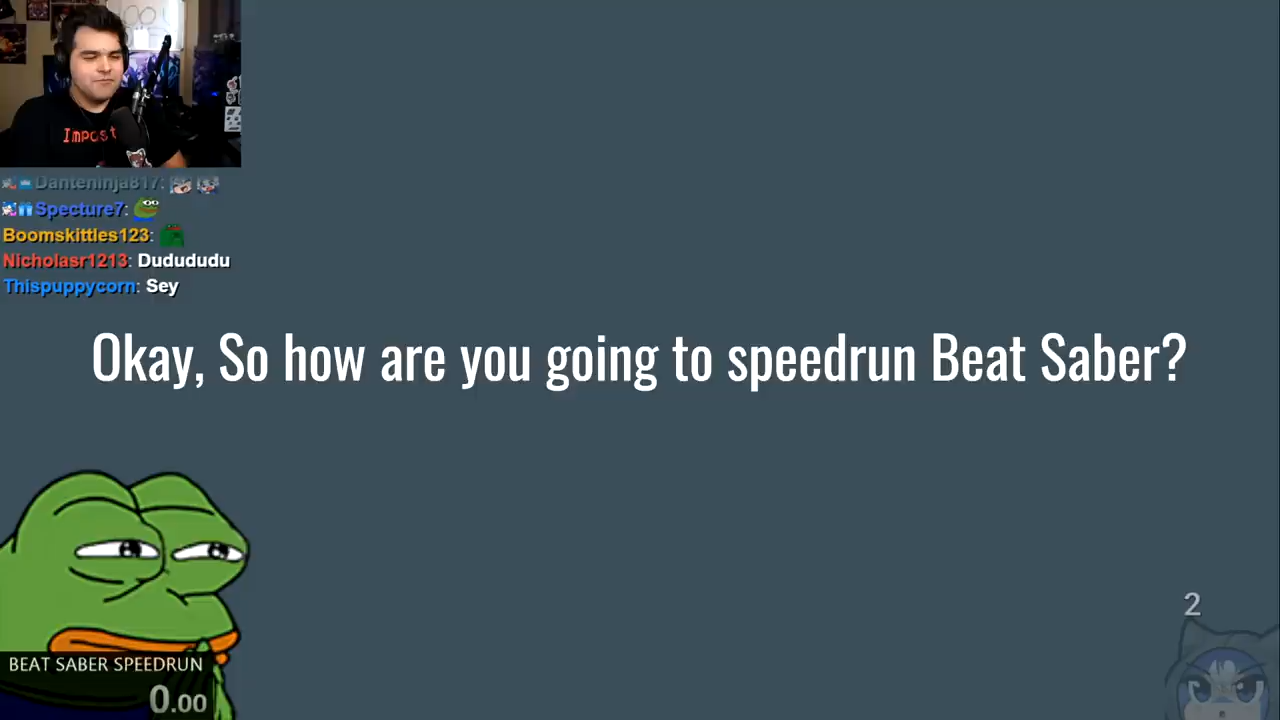 Impost
Danteninja817:
Specture7:
Boomskittles123:
Nicholasr1213: Dudududu
Thispuppycorn: Sey
Okay, So how are you going to speedrun Beat Saber?
2
BEAT SABER SPEEDRUN
0.00